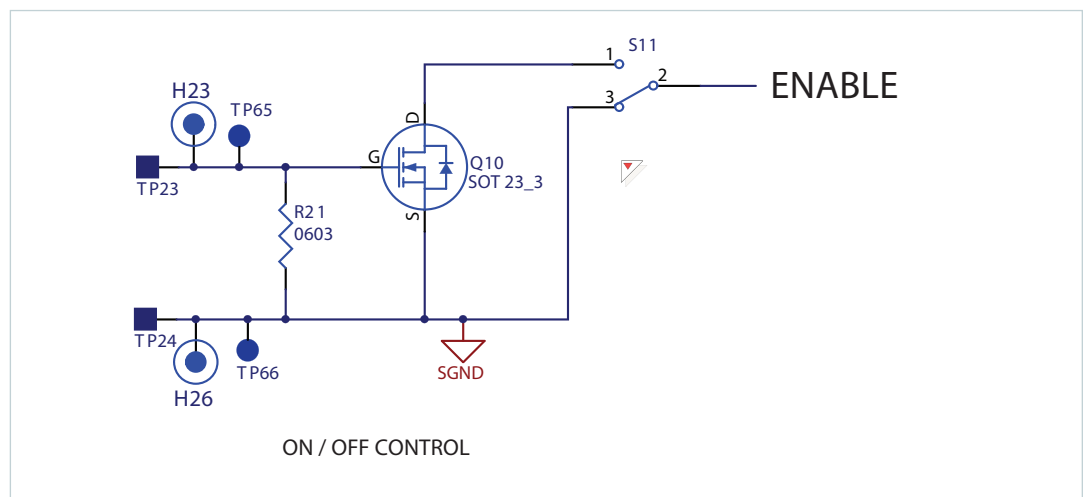 1
S11
2
ENABLE
3
H23
TP65
D
G
Q10
SOT 23_3
TP23
S
R21
0603
TP24
TP66
H26
SGND
ON / OFF CONTROL